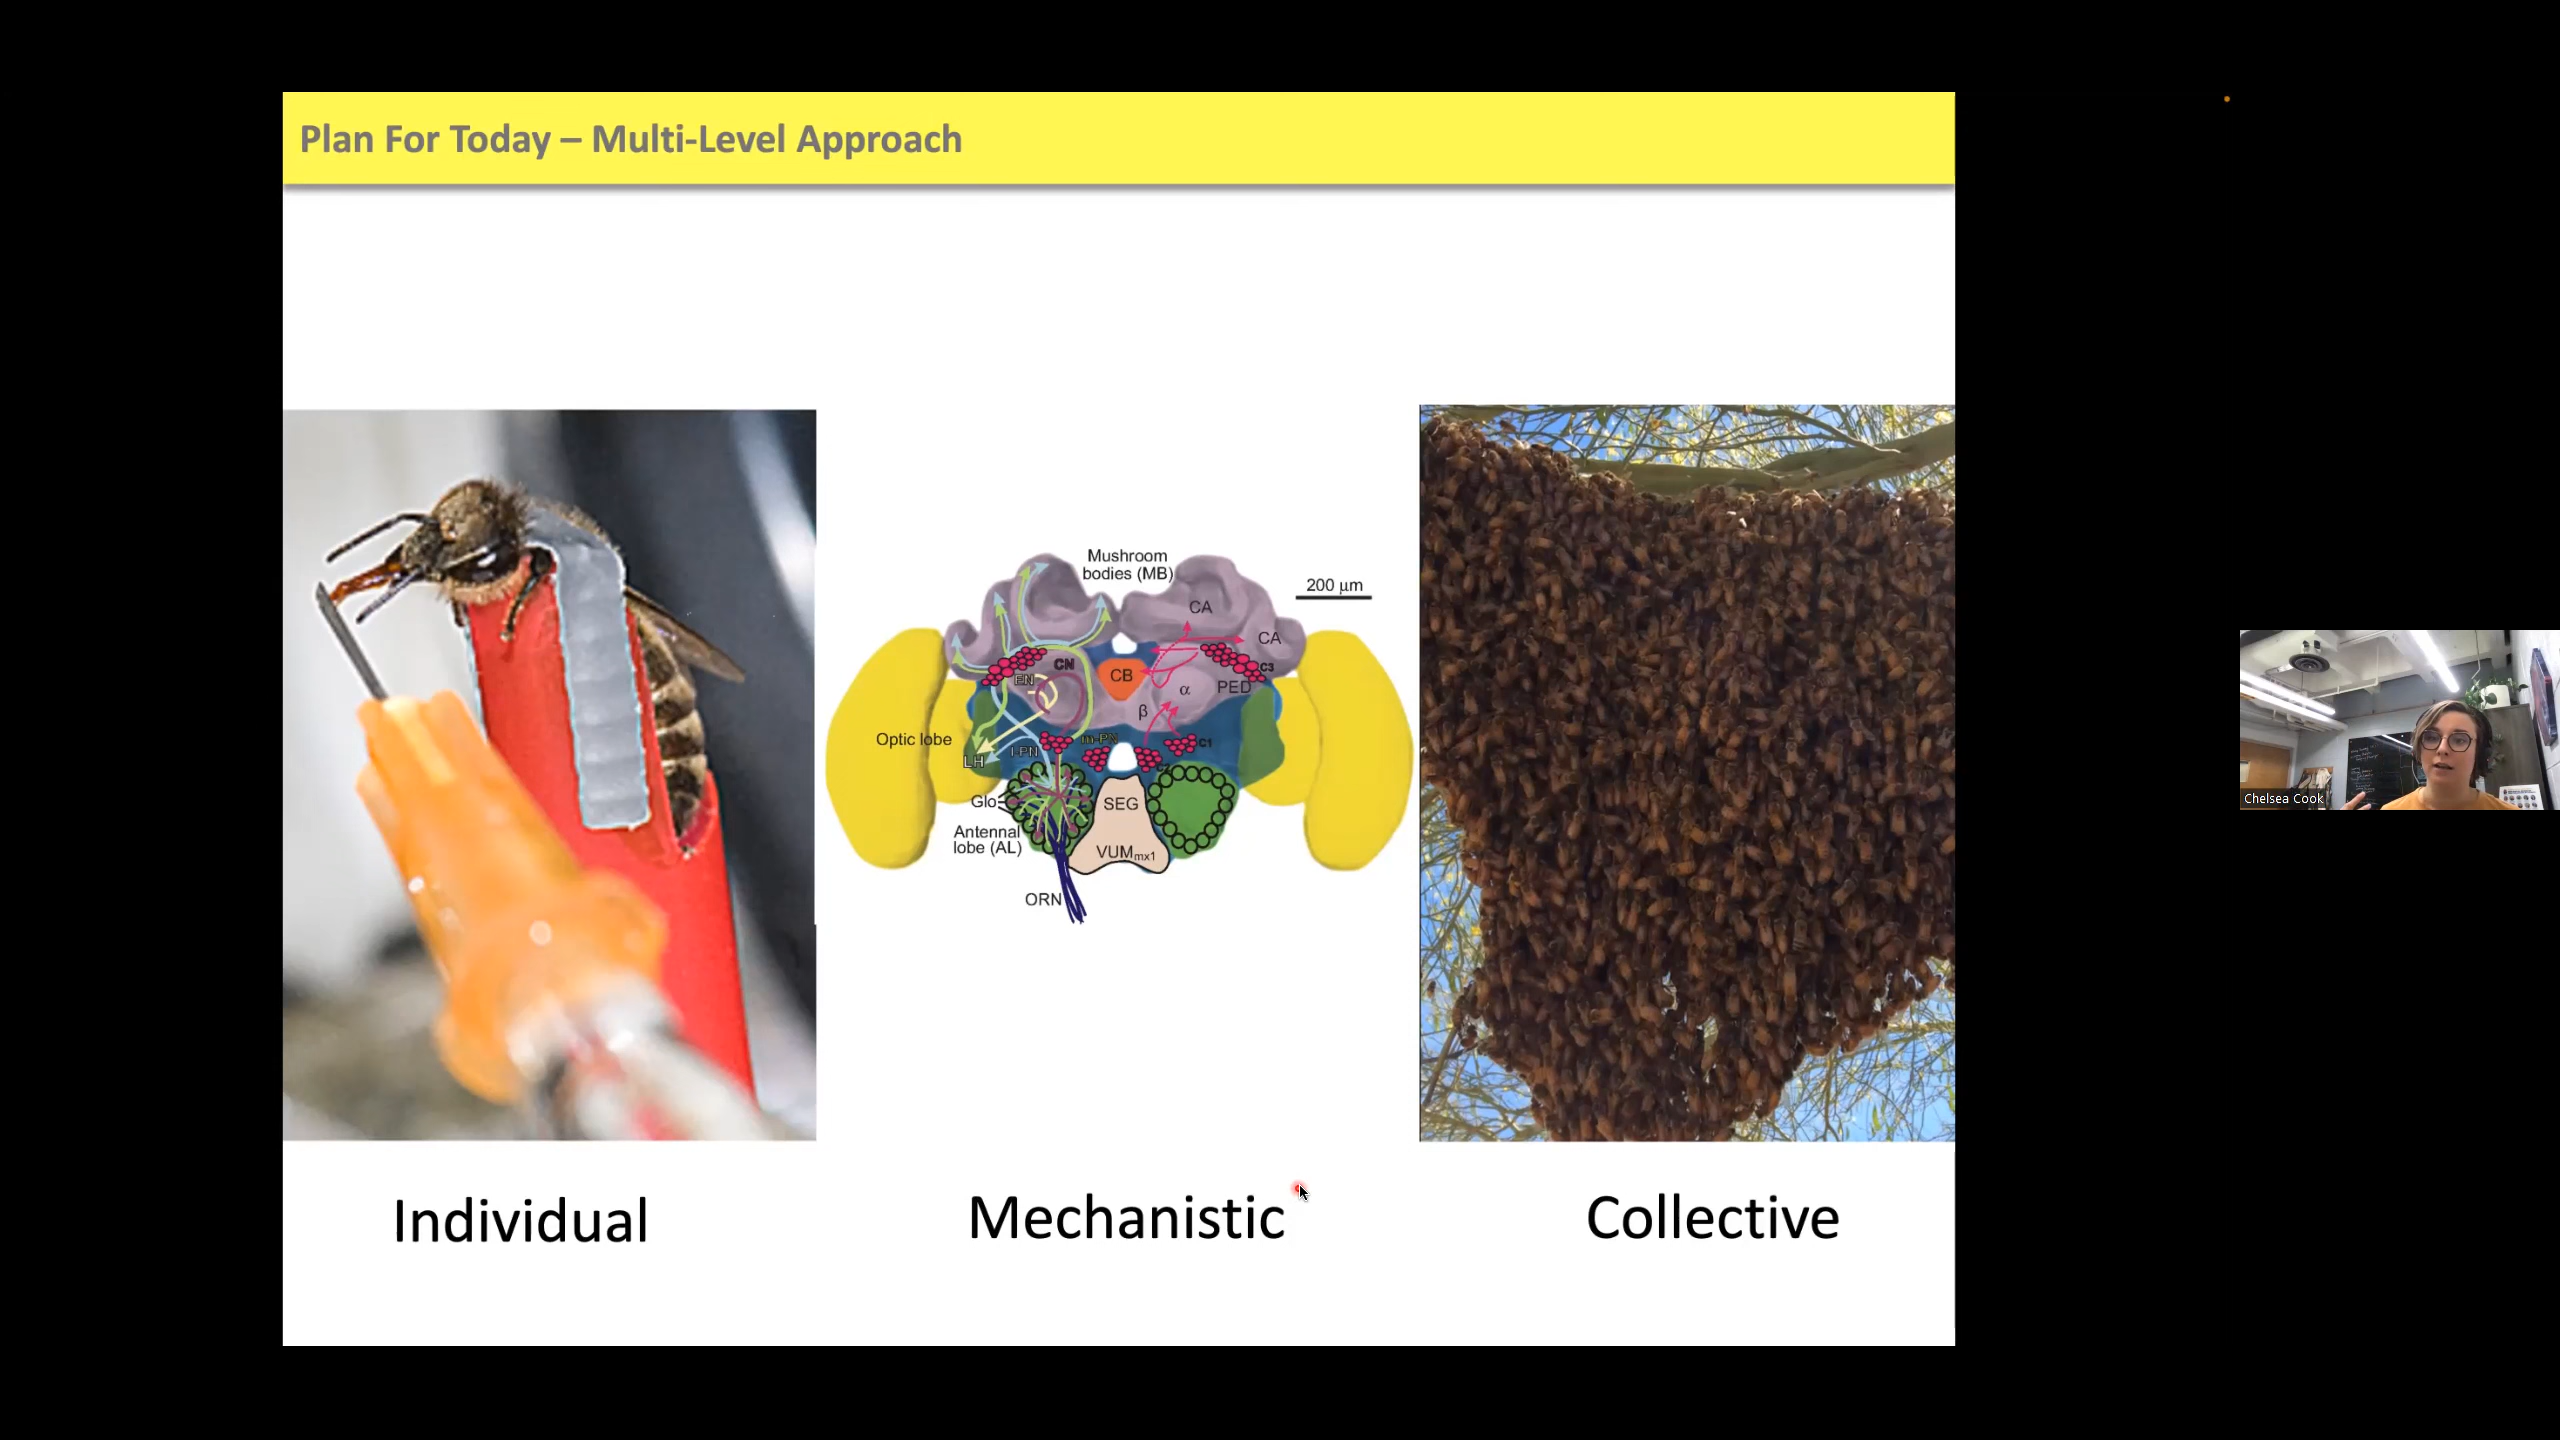 Plan For Today – Multi-Level Approach
Mushroom
bodies (MB)
200 µm
CA
CA
CN
CB
C3
EN
PED
α
β
Optic lobe
m-PN
l-PN
C1
LH
Glo
SEG
Antennal
lobe (AL)
VUMmx1
ORN
Chelsea Cook
Individual
Mechanistic
Collective